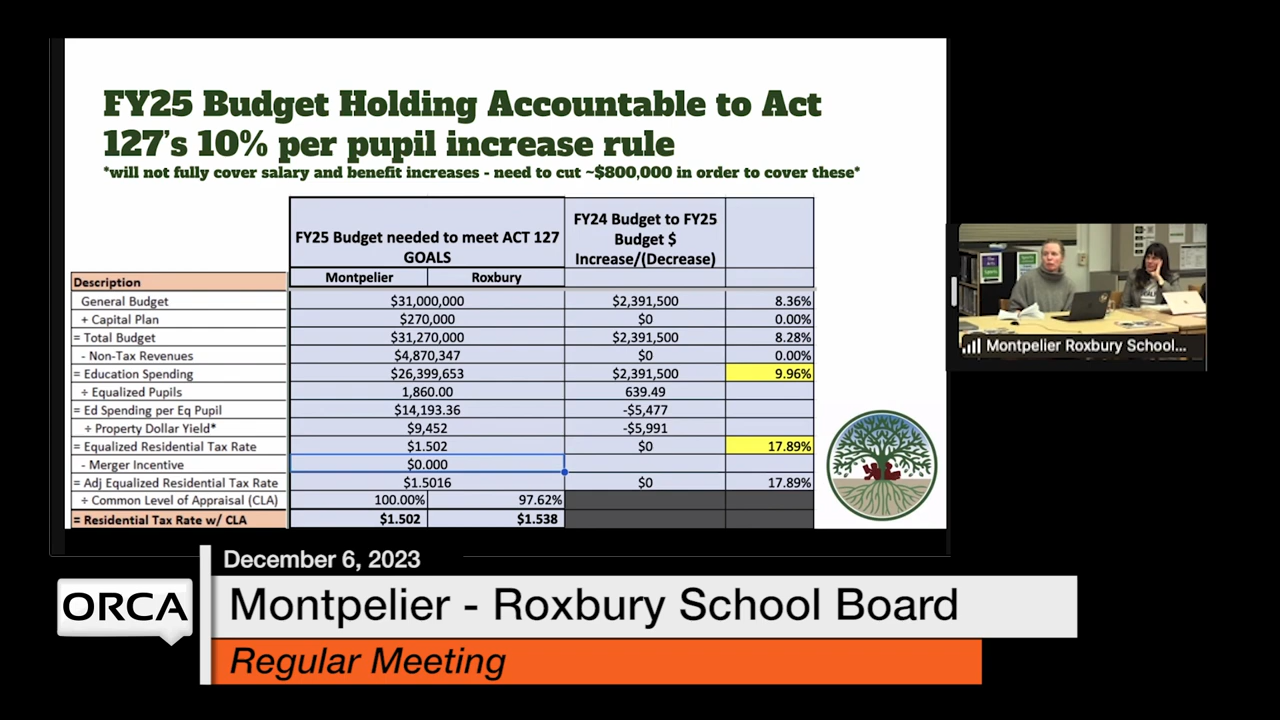 FY25 Budget Holding Accountable to Act
127's 10% per pupil increase rule
*will not fully cover salary and benefit increases - need to cut ~$800,000 in order to cover these*
FY25 Budget needed to meet ACT 127 GOALS
FY24 Budget to FY25 Budget $ Increase/(Decrease)
Description Montpelier Roxbury
General Budget $31,000,000 $2,391,500 8.36%
+ Capital Plan $270,000 $0 0.00%
= Total Budget $31,270,000 $2,391,500 8.28%
- Non-Tax Revenues $4,870,347 $0 0.00%
= Education Spending $26,399,653 $2,391,500 9.96%
÷ Equalized Pupils 1,860.00 639.49
= Ed Spending per Eq Pupil $14,193.36 -$5,477
÷ Property Dollar Yield* $9,452 -$5,991
= Equalized Residential Tax Rate $1.502 $0 17.89%
- Merger Incentive $0.000
= Adj Equalized Residential Tax Rate $1.5016 $0 17.89%
÷ Common Level of Appraisal (CLA) 100.00% 97.62%
= Residential Tax Rate w/ CLA $1.502 $1.538
Montpelier Roxbury School...
December 6, 2023
ORCA
Montpelier - Roxbury School Board
Regular Meeting